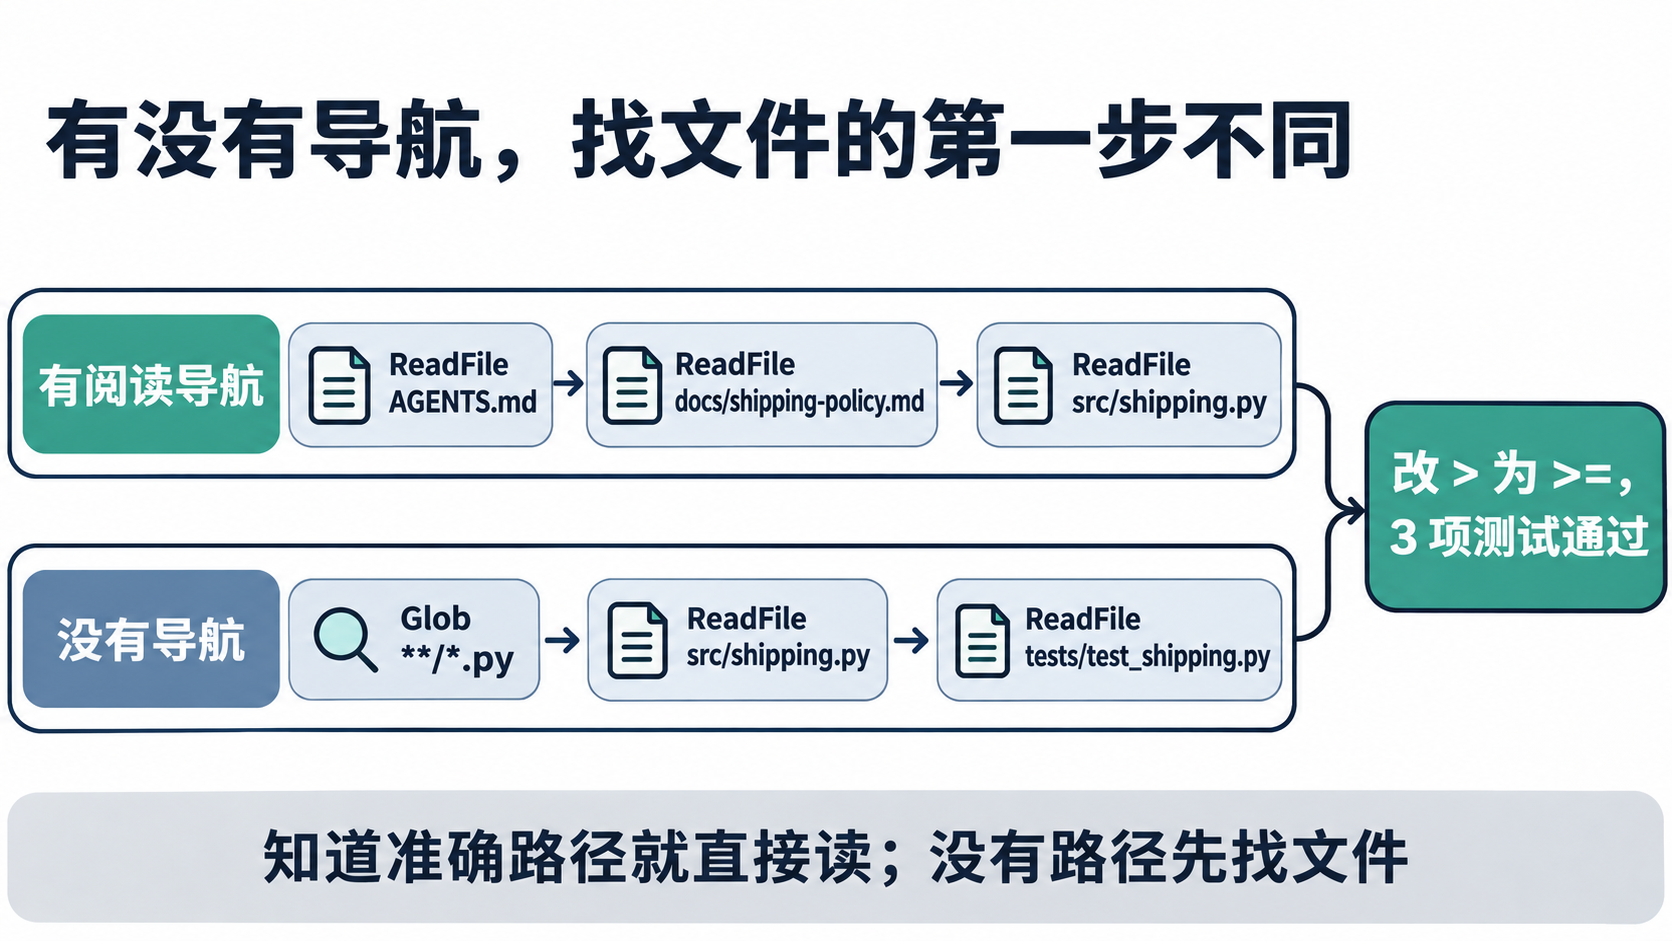 有没有导航，找文件的第一步不同
有阅读导航
ReadFile
AGENTS.md
ReadFile
docs/shipping-policy.md
ReadFile
src/shipping.py
改 > 为 >=，
3 项测试通过
没有导航
Glob
**/*.py
ReadFile
src/shipping.py
ReadFile
tests/test_shipping.py
知道准确路径就直接读；没有路径先找文件